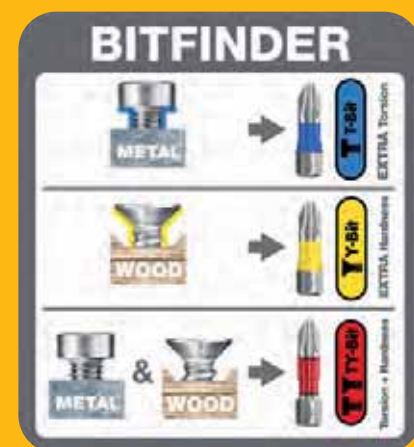 BITFINDER
METAL
T-Bit
EXTRA Torsion
WOOD
Y-Bit
EXTRA Hardness
METAL
&
WOOD
TY-Bit
Torsion + Hardness